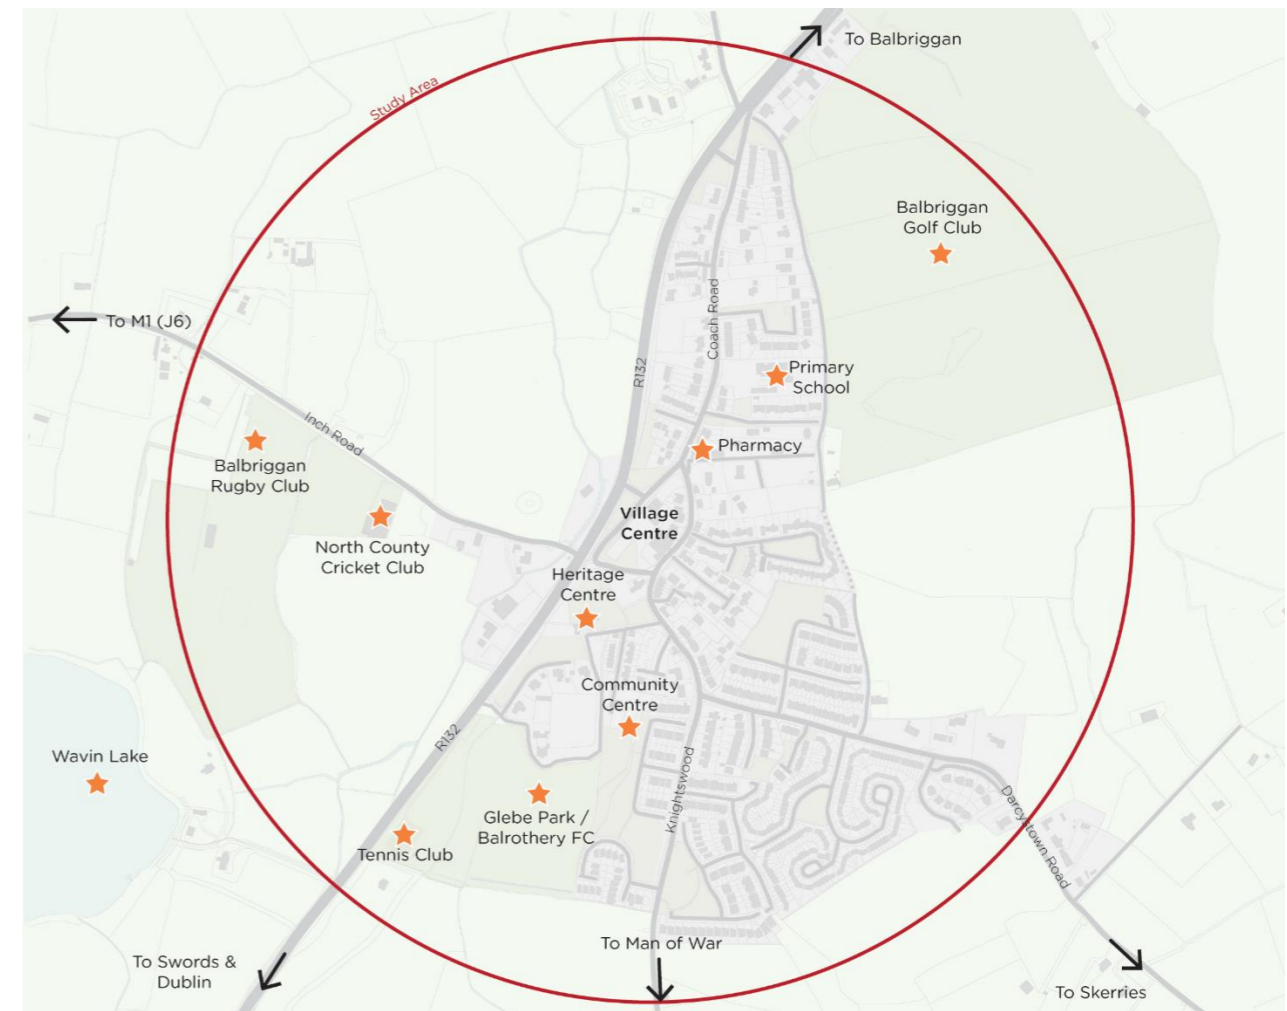 To Balbriggan
Study Area
Balbriggan
Golf Club
Coach Road
To M1 (J6)
R132
Primary
School
Inch Road
Pharmacy
Balbriggan
Rugby Club
Village
Centre
North County
Cricket Club
Heritage
Centre
Community
Centre
R132
Wavin Lake
Knightswood
Glebe Park /
Balrothery FC
Darcystown Road
Tennis Club
To Man of War
To Swords &
Dublin
To Skerries